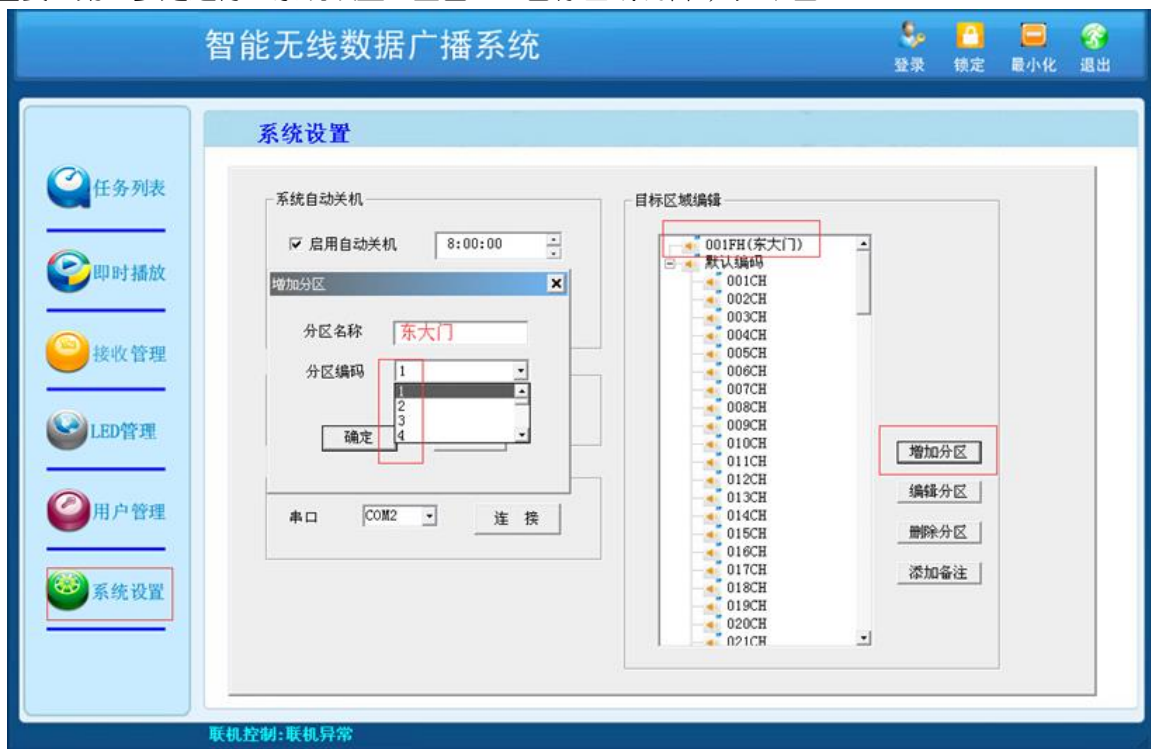 智能无线数据广播系统
登录 锁定 最小化 退出
系统设置
任务列表
即时播放
接收管理
LED管理
用户管理
系统设置
系统自动关机
启用自动关机 8:00:00
增加分区
分区名称 东大门
分区编码 1
1
2
3
4
确定
串口 COM2 连 接
目标区域编辑
001FH(东大门)
默认编码
001CH
002CH
003CH
004CH
005CH
006CH
007CH
008CH
009CH
010CH
011CH
012CH
013CH
014CH
015CH
016CH
017CH
018CH
019CH
020CH
021CH
增加分区
编辑分区
删除分区
添加备注
联机控制:联机异常